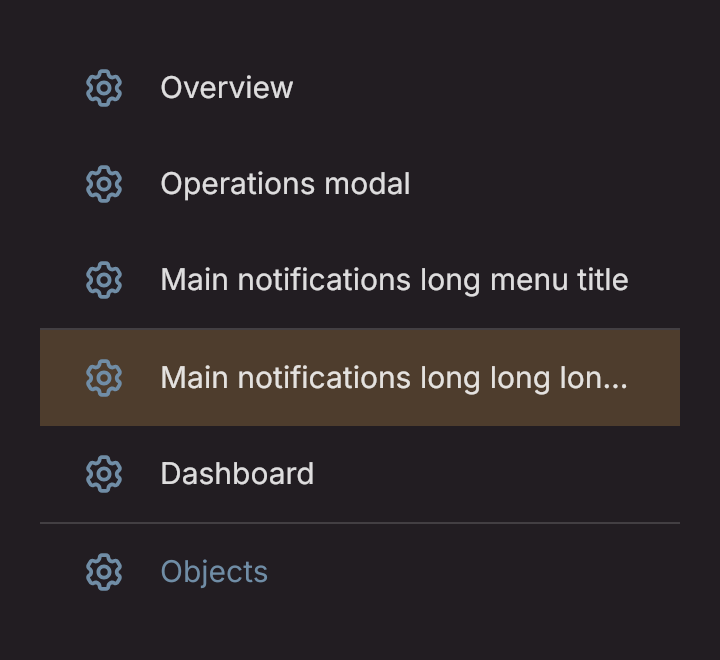 Overview
Operations modal
Main notifications long menu title
Main notifications long long lon...
Dashboard
Objects